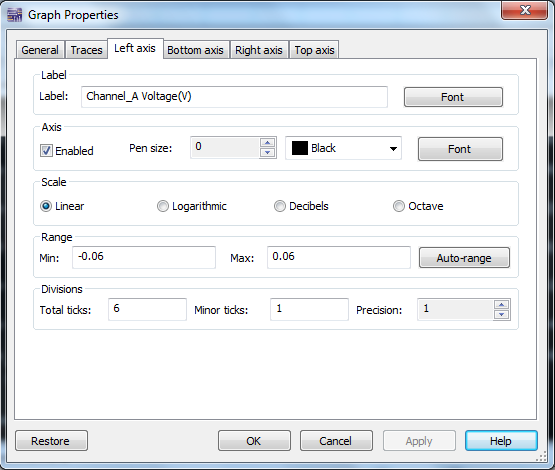 Graph Properties
General Traces Left axis Bottom axis Right axis Top axis
Label
Label: Channel_A Voltage(V) Font
Axis
Enabled Pen size: 0 Black Font
Scale
Linear Logarithmic Decibels Octave
Range
Min: -0.06 Max: 0.06 Auto-range
Divisions
Total ticks: 6 Minor ticks: 1 Precision: 1
Restore OK Cancel Apply Help